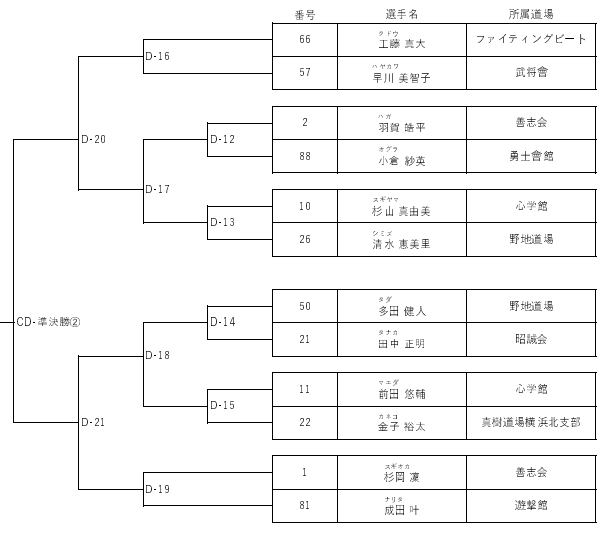 番号 選手名 所属道場
クドウ
66 工藤 真大 ファイティングビート
D-16
ハヤカワ
57 早川 美智子 武将會
ハガ
2 羽賀 皓平 善志会
D-20 D-12
オグラ
88 小倉 紗英 勇士會館
D-17
スギヤマ
10 杉山 真由美 心学館
D-13
シミズ
26 清水 恵美里 野地道場
タダ
50 多田 健人 野地道場
CD-準決勝② D-14
タナカ
21 田中 正明 昭誠会
D-18
マエダ
11 前田 悠輔 心学館
D-15
カネコ
D-21 22 金子 裕太 真樹道場横浜北支部
スギオカ
1 杉岡 凜 善志会
D-19
ナリタ
81 成田 叶 遊撃館